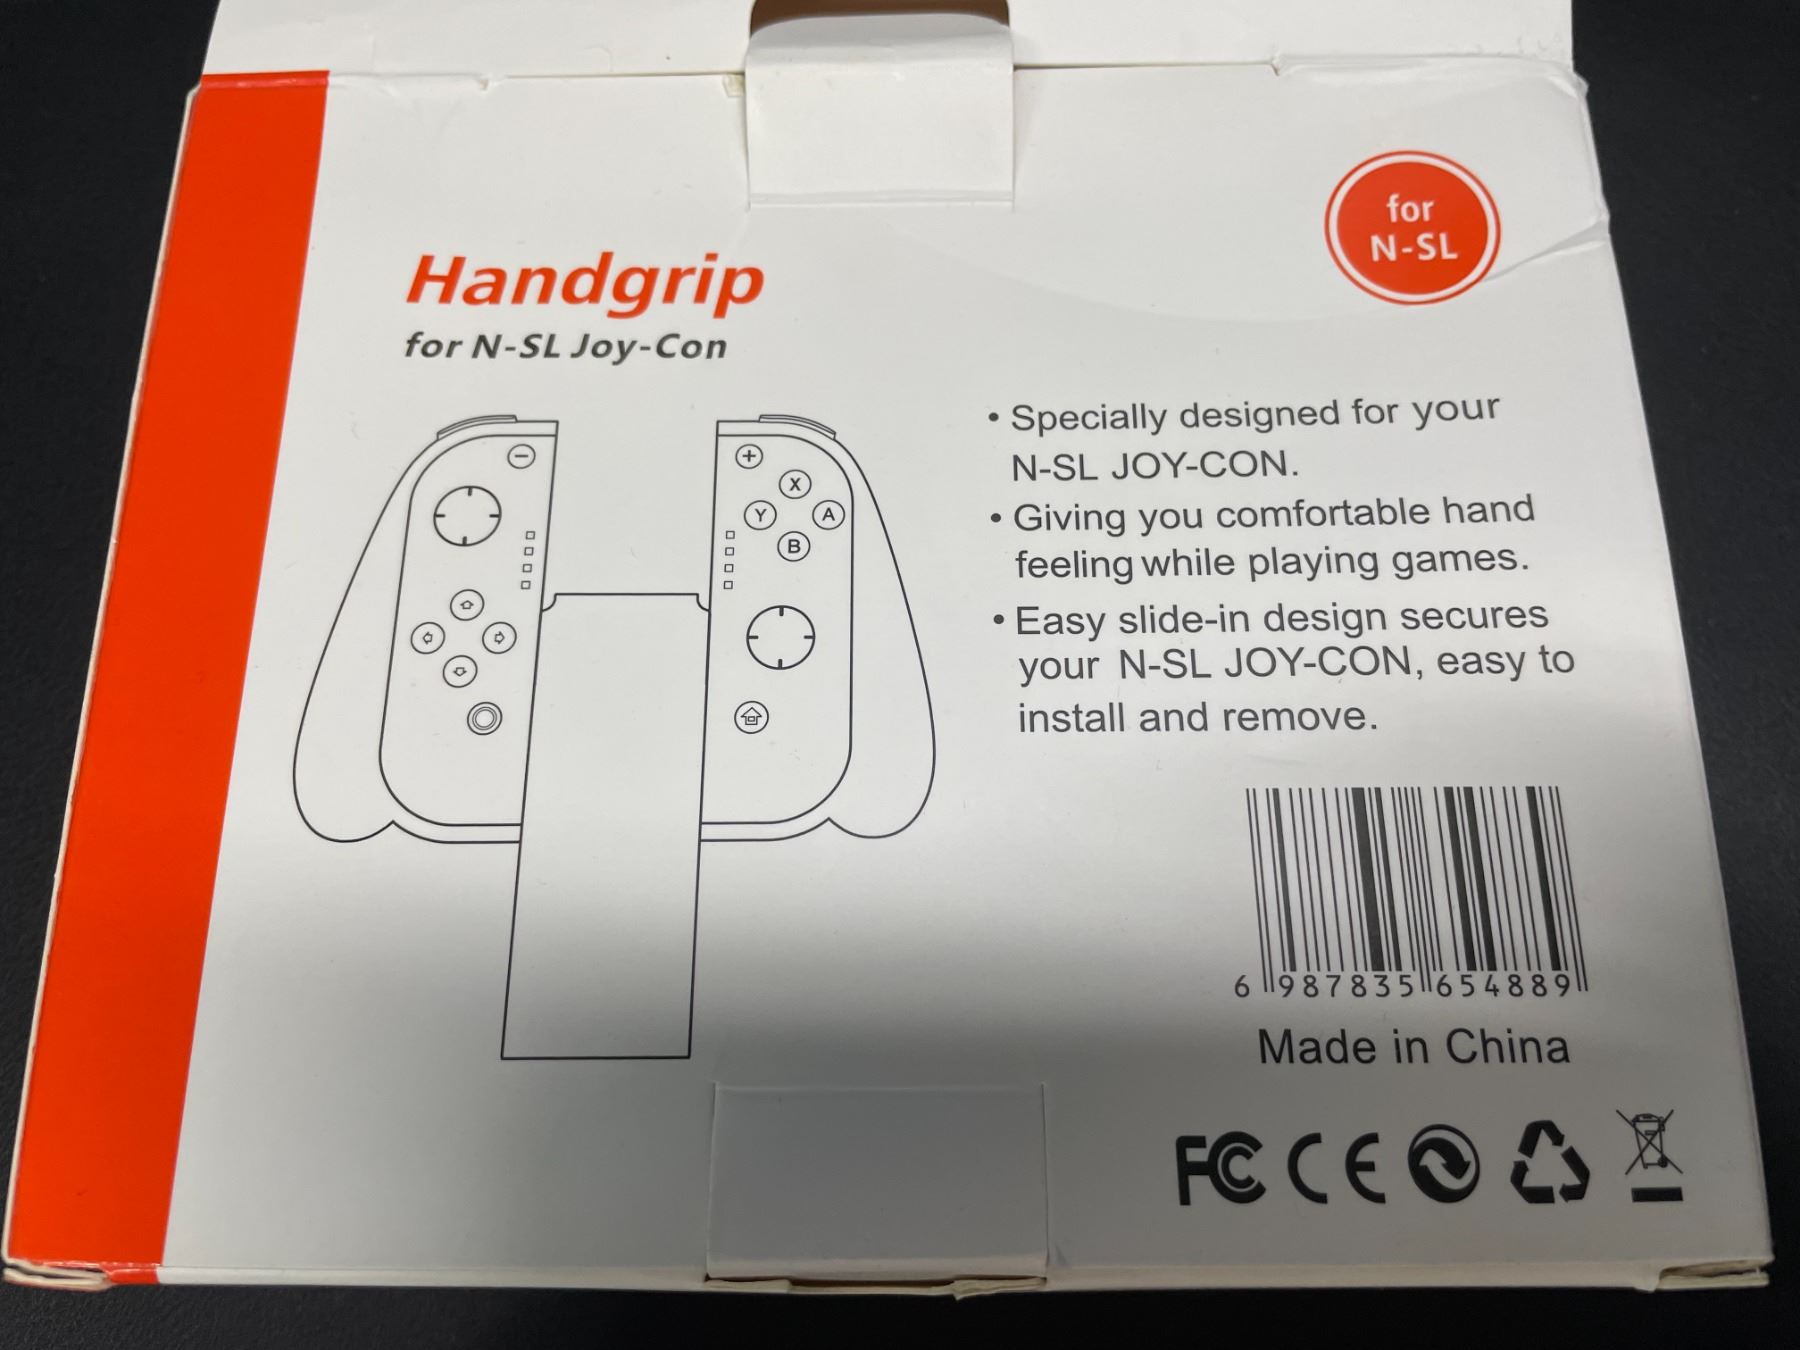 for
N-SL
Handgrip
for N-SL Joy-Con
• Specially designed for your
N-SL JOY-CON.
• Giving you comfortable hand
feeling while playing games.
• Easy slide-in design secures
your N-SL JOY-CON, easy to
install and remove.
X
Y
A
B
6 987835 654889
Made in China
FC CE